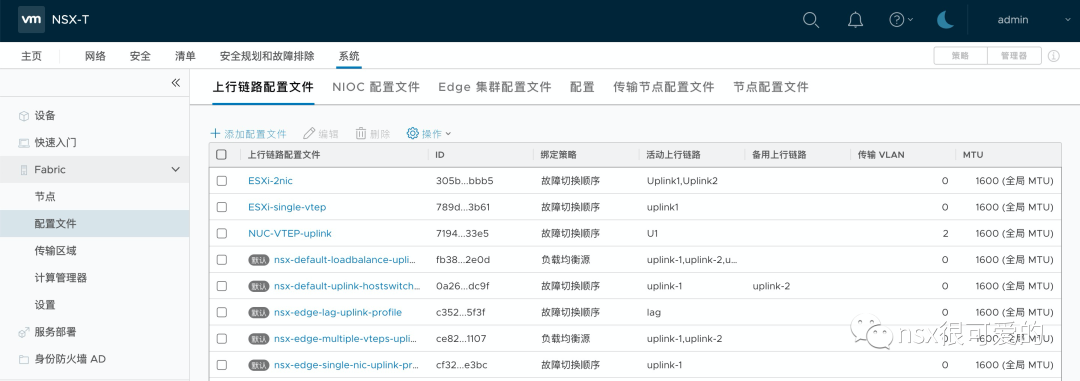 vm NSX-T admin
主页 网络 安全 清单 安全规划和故障排除 系统 策略 管理器
上行链路配置文件 NIOC 配置文件 Edge 集群配置文件 配置 传输节点配置文件 节点配置文件
设备
快速入门
Fabric
节点
配置文件
传输区域
计算管理器
设置
服务部署
身份防火墙 AD
+ 添加配置文件 编辑 删除 操作
上行链路配置文件 ID 绑定策略 活动上行链路 备用上行链路 传输 VLAN MTU
ESXi-2nic 305b...bbb5 故障切换顺序 Uplink1,Uplink2 0 1600 (全局 MTU)
ESXi-single-vtep 789d...3b61 故障切换顺序 uplink1 0 1600 (全局 MTU)
NUC-VTEP-uplink 7194...33e5 故障切换顺序 U1 2 1600 (全局 MTU)
默认 nsx-default-loadbalance-upli... fb38...2e0d 负载均衡源 uplink-1,uplink-2,u... 0 1600 (全局 MTU)
默认 nsx-default-uplink-hostswitch... 0a26...dc9f 故障切换顺序 uplink-1 uplink-2 0 1600 (全局 MTU)
默认 nsx-edge-lag-uplink-profile c352...5f3f 故障切换顺序 lag 0 1600 (全局 MTU)
默认 nsx-edge-multiple-vteps-upli... ce82...1107 负载均衡源 uplink-1,uplink-2 0 1600 (全局 MTU)
默认 nsx-edge-single-nic-uplink-pr... cf32...e3bc 故障切换顺序 uplink-1 0 1600 (全局 MTU)
nsx很可爱的